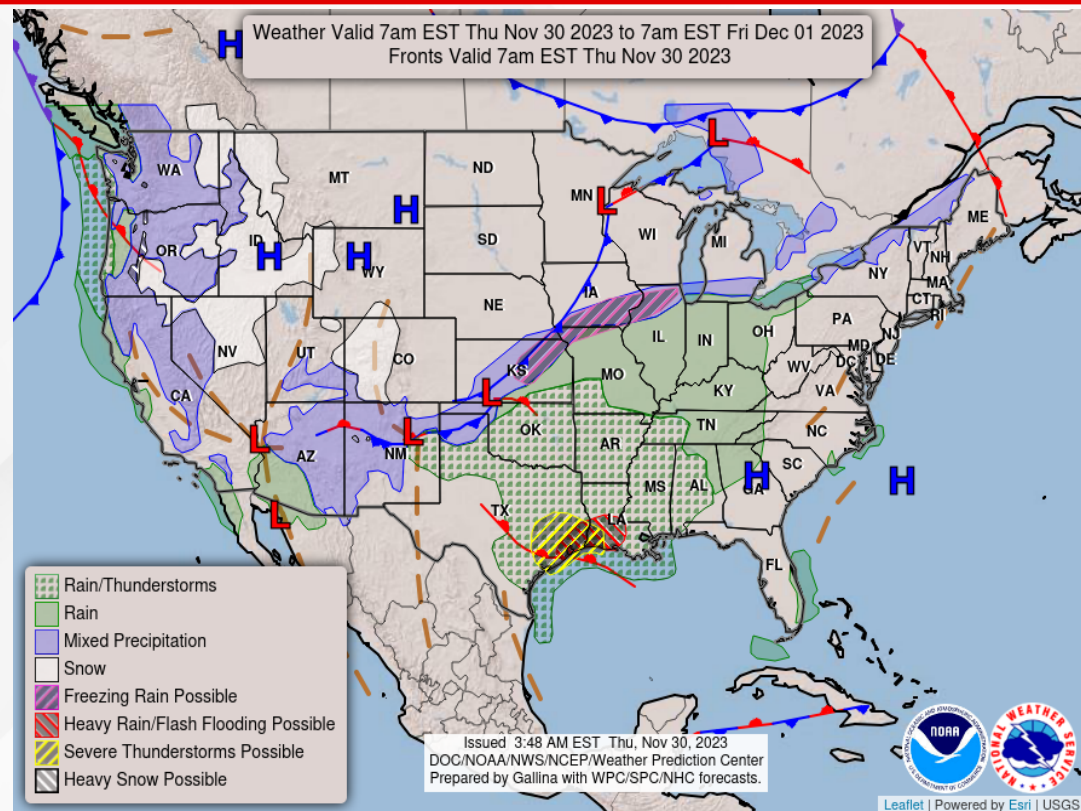 Weather Valid 7am EST Thu Nov 30 2023 to 7am EST Fri Dec 01 2023
Fronts Valid 7am EST Thu Nov 30 2023
H
L
WA
MT
ND
MN
L
ME
H
OR
ID
H
H
WY
SD
WI
MI
VT
NH
NY
MA
CT
RI
NE
IA
PA
NJ
NV
UT
CO
KS
IL
IN
OH
MD
DC
DE
WV
VA
CA
L
MO
KY
L
AZ
L
NM
OK
AR
TN
NC
SC
H
GA
H
L
TX
LA
MS
AL
FL
Rain/Thunderstorms
Rain
Mixed Precipitation
Snow
Freezing Rain Possible
Heavy Rain/Flash Flooding Possible
Severe Thunderstorms Possible
Heavy Snow Possible
Issued 3:48 AM EST Thu, Nov 30, 2023
DOC/NOAA/NWS/NCEP/Weather Prediction Center
Prepared by Gallina with WPC/SPC/NHC forecasts.
NOAA
NATIONAL WEATHER SERVICE
Leaflet | Powered by Esri | USGS